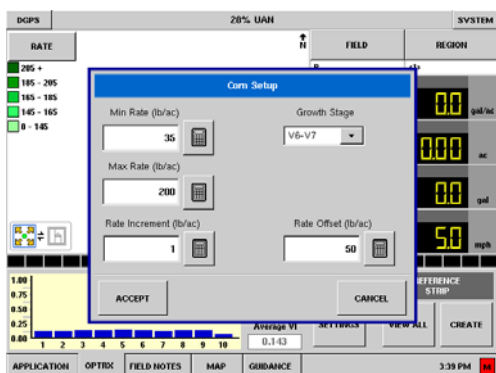 DGPS 28% UAN SYSTEM
RATE N FIELD REGION
205 +
185 - 205
165 - 185
145 - 165
0 - 145
Corn Setup
Min Rate (lb/ac) Growth Stage
35 V6-V7
Max Rate (lb/ac)
200
Rate Increment (lb/ac) Rate Offset (lb/ac)
1 50
ACCEPT CANCEL
0.0 gal/ac
0.00 ac
0.0 gal
5.0 mph
1.00
0.75
0.50
0.25
0.00
1 2 3 4 5 6 7 8 9 10
Average VI
0.143
REFERENCE
STRIP
SETTINGS VIEW ALL CREATE
APPLICATION OPTRX FIELD NOTES MAP GUIDANCE 3:39 PM M